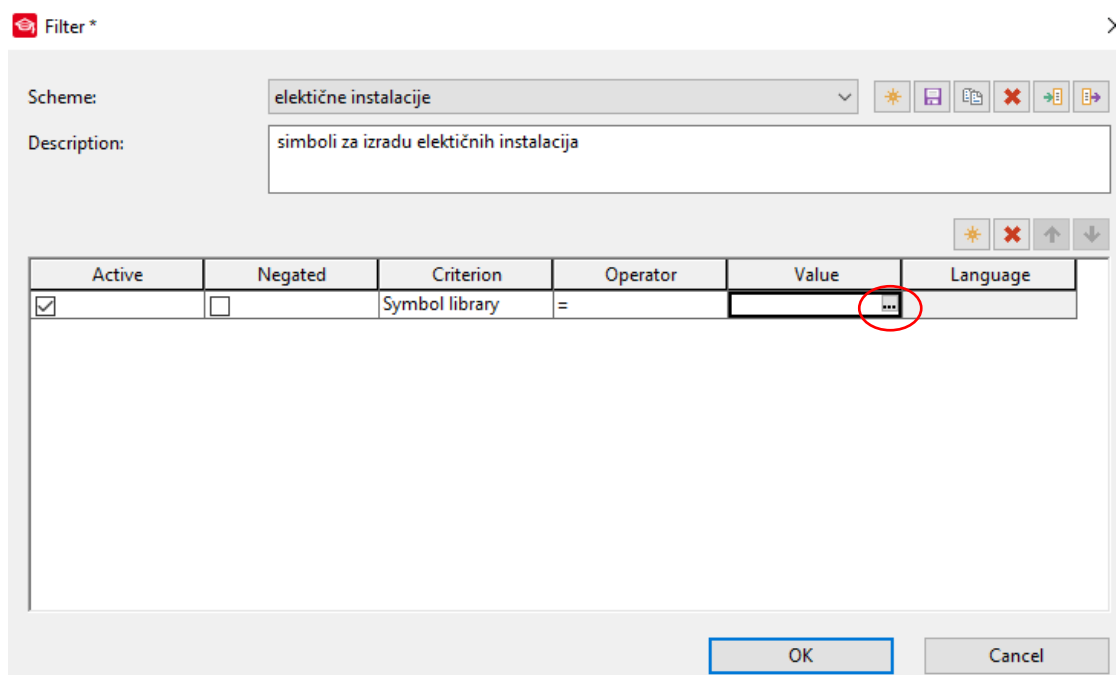 Filter *
Scheme:
elektične instalacije
Description:
simboli za izradu električnih instalacija
Active Negated Criterion Operator Value Language
Symbol library = ...
OK Cancel